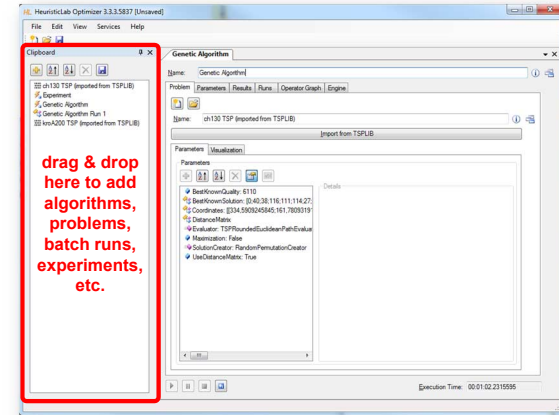 HeuristicLab Optimizer 3.3.3.5837 [Unsaved]
File Edit View Services Help
Clipboard
ch130 TSP (imported from TSPLIB)
Experiment
Genetic Algorithm
Genetic Algorithm Run 1
kroA200 TSP (imported from TSPLIB)
drag & drop
here to add
algorithms,
problems,
batch runs,
experiments,
etc.
Genetic Algorithm
Name: Genetic Algorithm
Problem Parameters Results Runs Operator Graph Engine
Name: ch130 TSP (imported from TSPLIB)
Import from TSPLIB
Parameters Visualization
Parameters
BestKnownQuality: 6110
BestKnownSolution: [0;40;38;116;111;114;27;
Coordinates: [[334,5909245845;161,7809319
DistanceMatrix
Evaluator: TSPRoundedEuclideanPathEvalua
Maximization: False
SolutionCreator: RandomPermutationCreator
UseDistanceMatrix: True
Details
Execution Time: 00:01:02.2315595